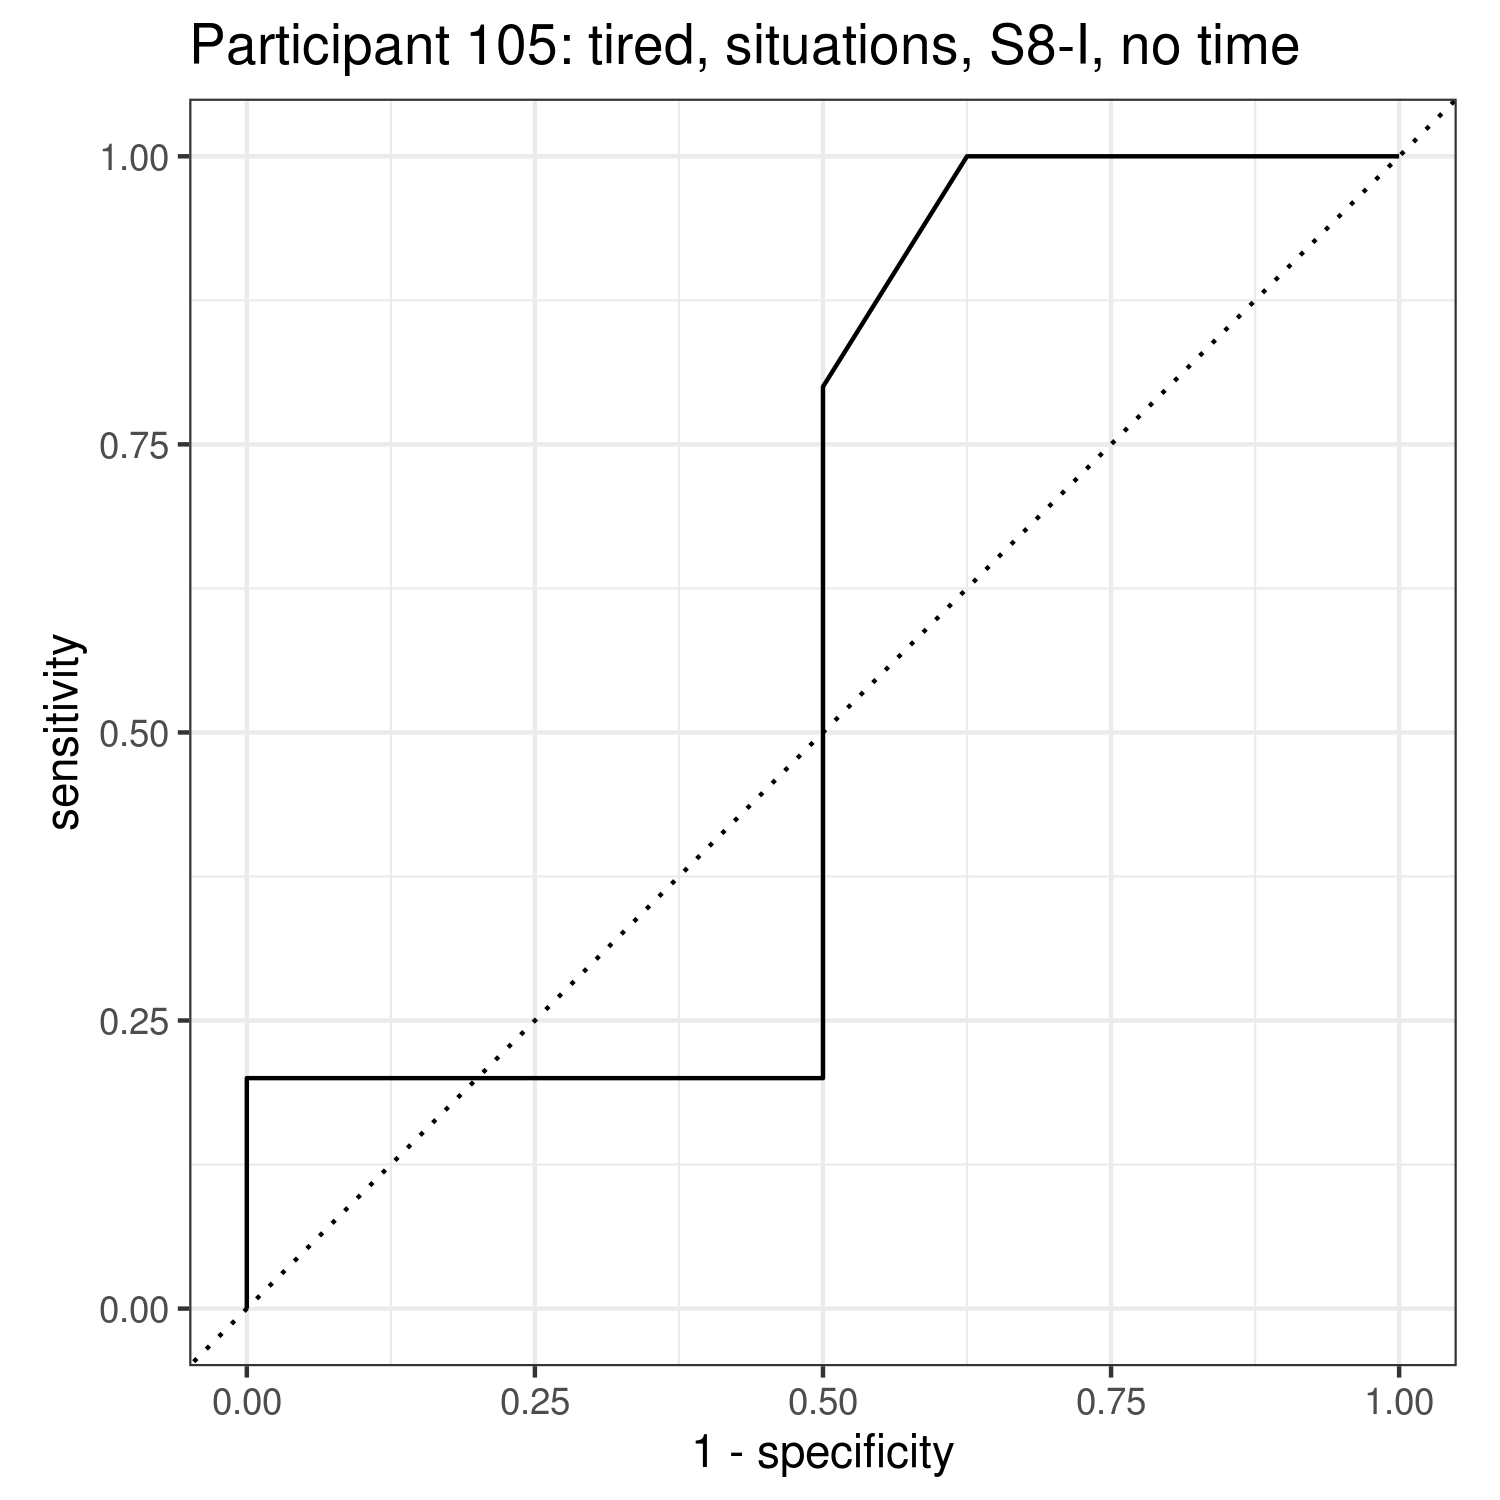 Participant 105: tired, situations, S8-I, no time
1.00
0.75
0.50
0.25
0.00
sensitivity
0.00 0.25 0.50 0.75 1.00
1 - specificity